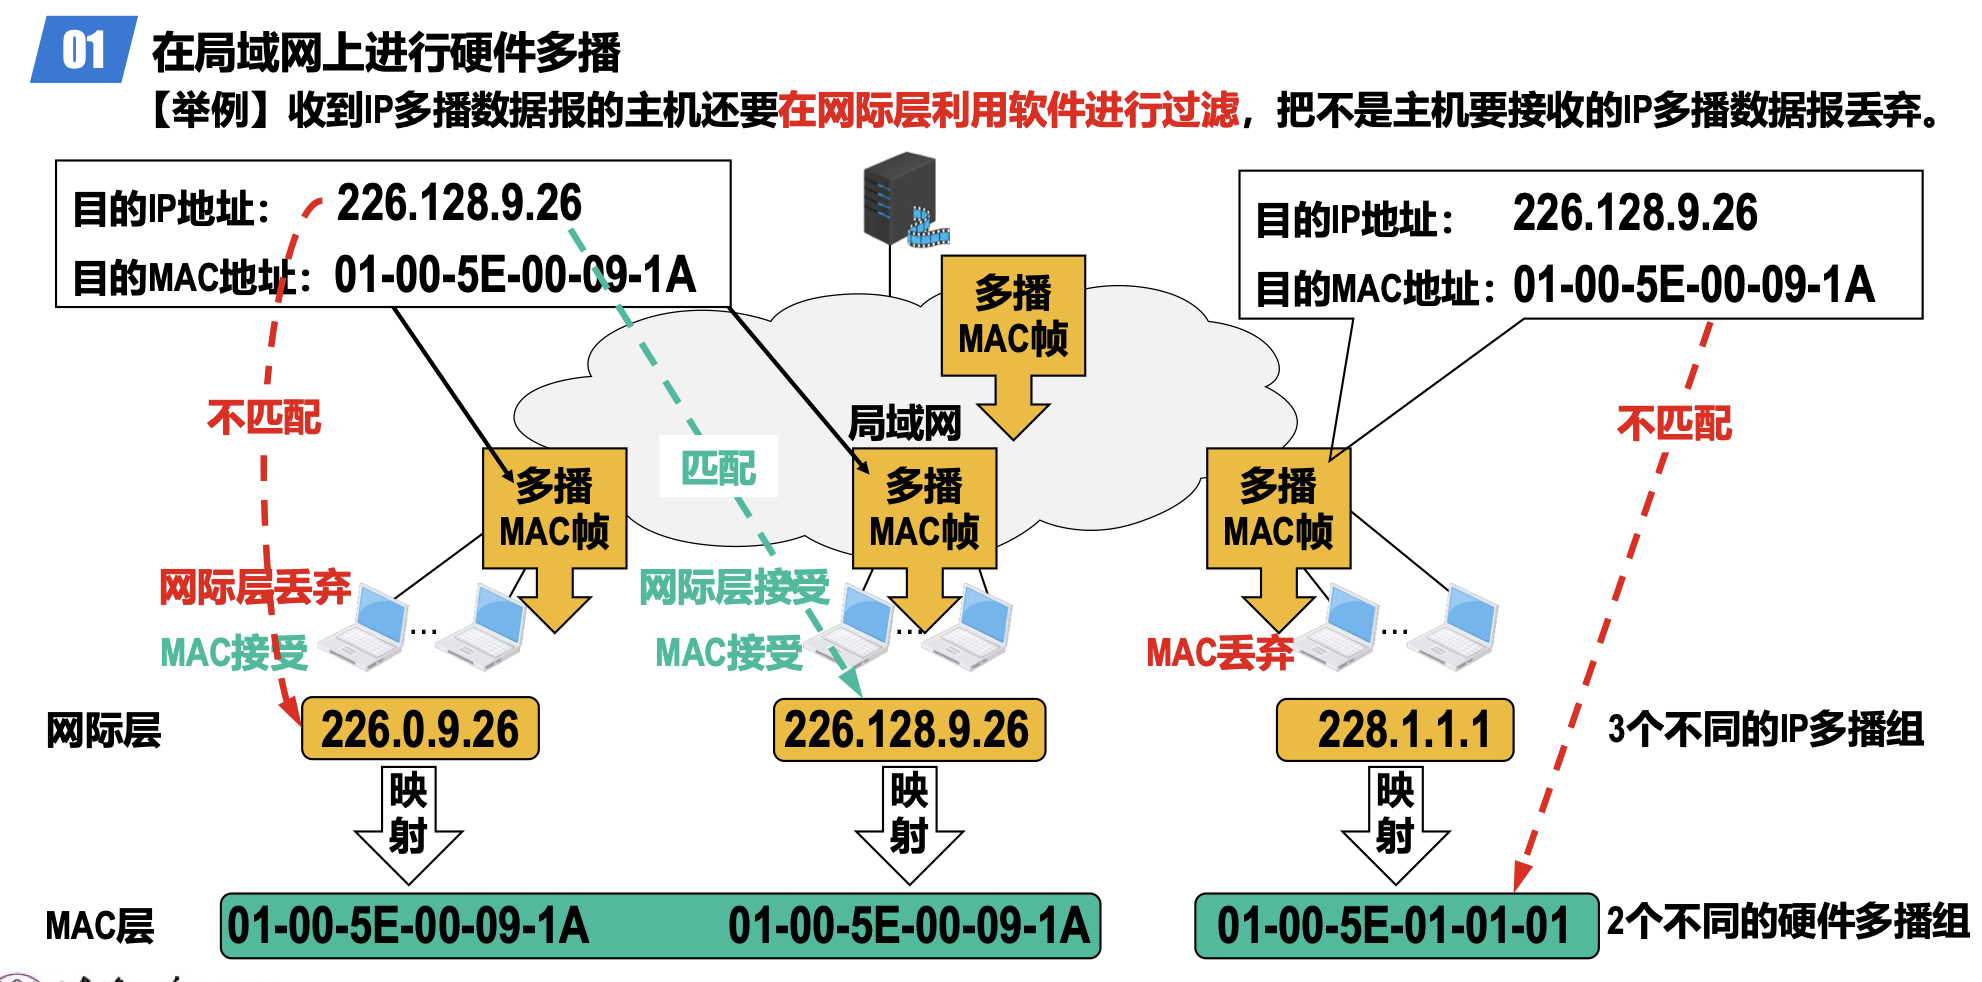 01
在局域网上进行硬件多播
【举例】收到IP多播数据报的主机还要在网际层利用软件进行过滤，把不是主机要接收的IP多播数据报丢弃。
目的IP地址： 226.128.9.26
目的MAC地址：01-00-5E-00-09-1A
目的IP地址： 226.128.9.26
目的MAC地址：01-00-5E-00-09-1A
多播
MAC帧
局域网
不匹配
匹配
不匹配
多播
MAC帧
多播
MAC帧
多播
MAC帧
网际层丢弃
MAC接受
...
网际层接受
MAC接受
...
MAC丢弃
...
网际层
226.0.9.26
226.128.9.26
228.1.1.1
3个不同的IP多播组
映
射
映
射
映
射
MAC层
01-00-5E-00-09-1A
01-00-5E-00-09-1A
01-00-5E-01-01-01
2个不同的硬件多播组